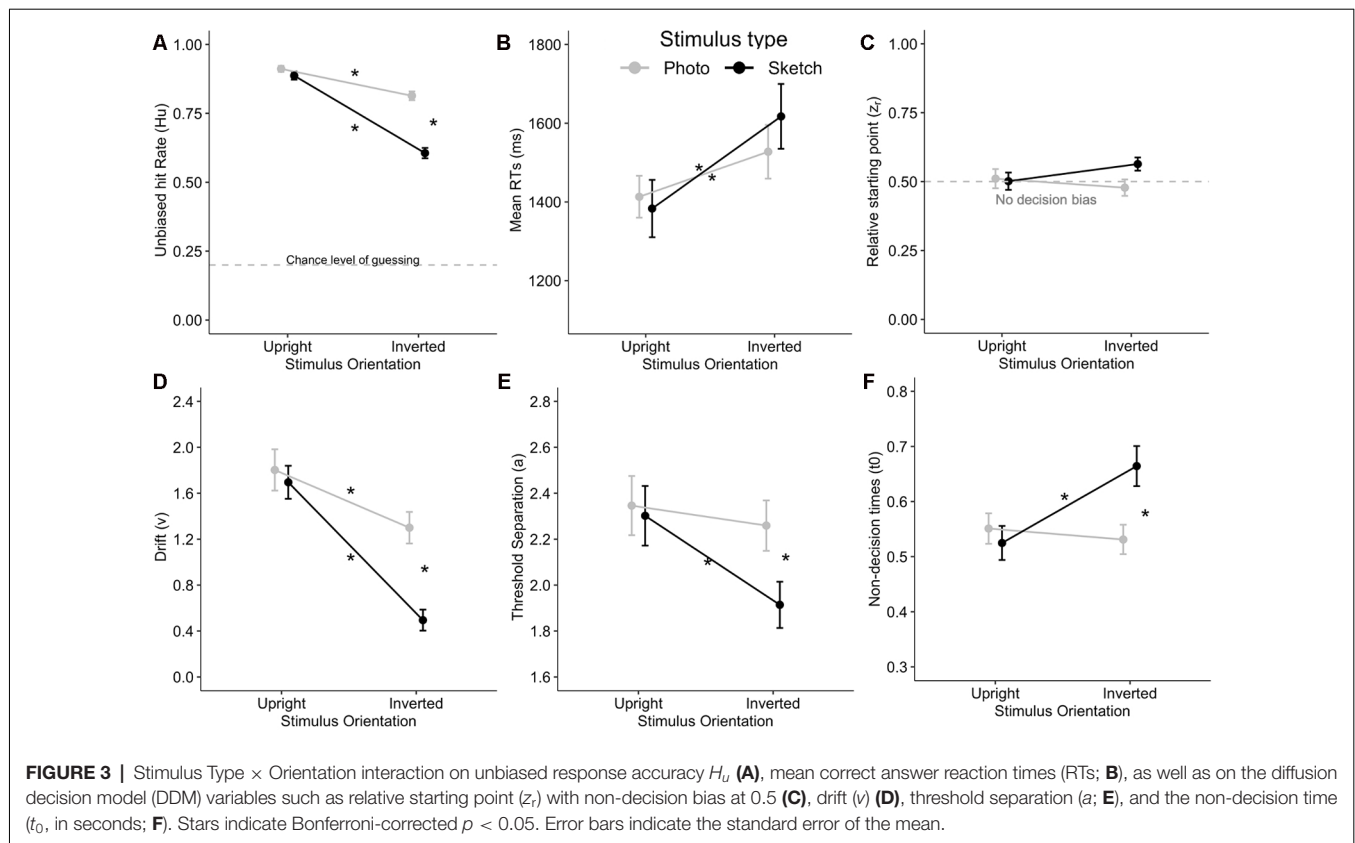 A
1.00
0.75
0.50
0.25
0.00
Unbiased hit Rate (Hu)
*
*
*
Chance level of guessing
Upright
Inverted
Stimulus Orientation
B
1800
1600
1400
1200
Mean RTs (ms)
Stimulus type
Photo
Sketch
*
*
Upright
Inverted
Stimulus Orientation
C
1.00
0.75
0.50
0.25
0.00
Relative starting point (zr)
No decision bias
Upright
Inverted
Stimulus Orientation
D
2.4
2.0
1.6
1.2
0.8
0.4
0.0
Drift (v)
*
*
*
Upright
Inverted
Stimulus Orientation
E
2.8
2.6
2.4
2.2
2.0
1.8
1.6
Threshold Separation (a)
*
*
Upright
Inverted
Stimulus Orientation
F
0.8
0.7
0.6
0.5
0.4
0.3
Non-decision times (t0)
*
*
Upright
Inverted
Stimulus Orientation
FIGURE 3 | Stimulus Type × Orientation interaction on unbiased response accuracy Hu (A), mean correct answer reaction times (RTs; B), as well as on the diffusion
decision model (DDM) variables such as relative starting point (zr) with non-decision bias at 0.5 (C), drift (v) (D), threshold separation (a; E), and the non-decision time
(t0, in seconds; F). Stars indicate Bonferroni-corrected p < 0.05. Error bars indicate the standard error of the mean.